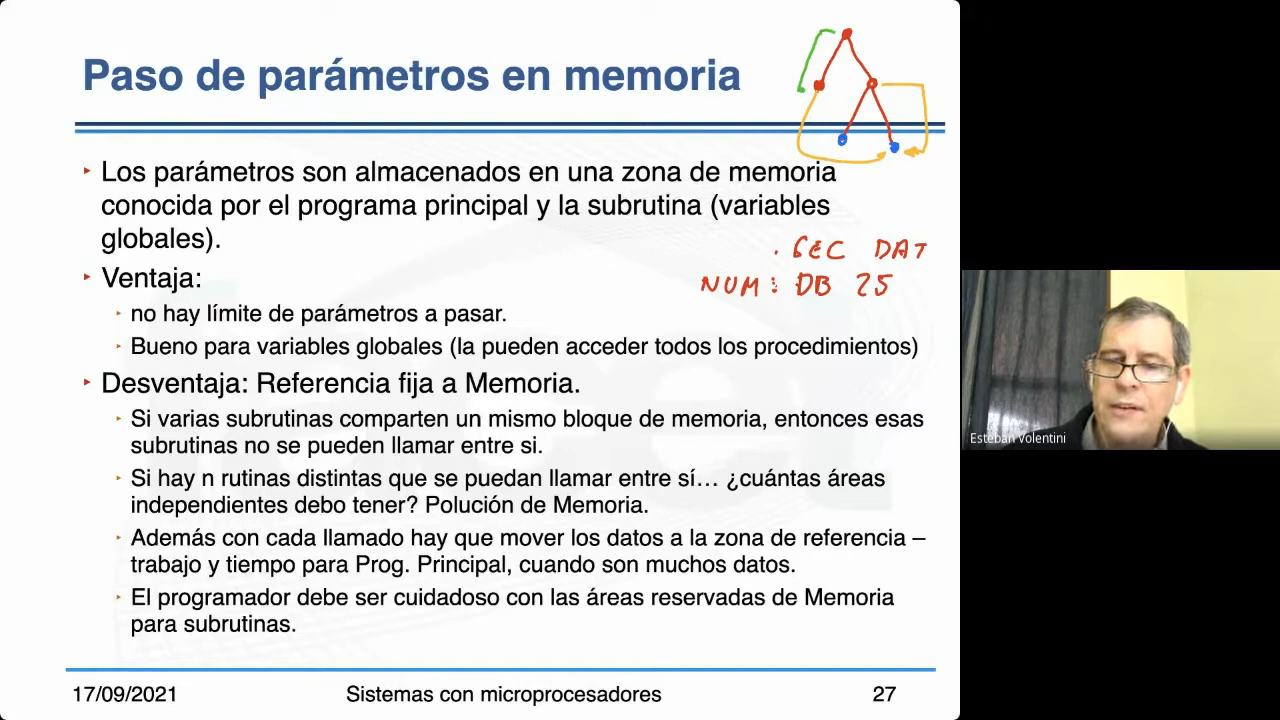 Paso de parámetros en memoria
Los parámetros son almacenados en una zona de memoria
conocida por el programa principal y la subrutina (variables
globales).
. SEC DAT
Ventaja:
NUM: DB 25
no hay límite de parámetros a pasar.
Bueno para variables globales (la pueden acceder todos los procedimientos)
Desventaja: Referencia fija a Memoria.
Si varias subrutinas comparten un mismo bloque de memoria, entonces esas
subrutinas no se pueden llamar entre si.
Si hay n rutinas distintas que se puedan llamar entre sí… ¿cuántas áreas
independientes debo tener? Polución de Memoria.
Además con cada llamado hay que mover los datos a la zona de referencia –
trabajo y tiempo para Prog. Principal, cuando son muchos datos.
El programador debe ser cuidadoso con las áreas reservadas de Memoria
para subrutinas.
17/09/2021 Sistemas con microprocesadores 27
Esteban Volentini